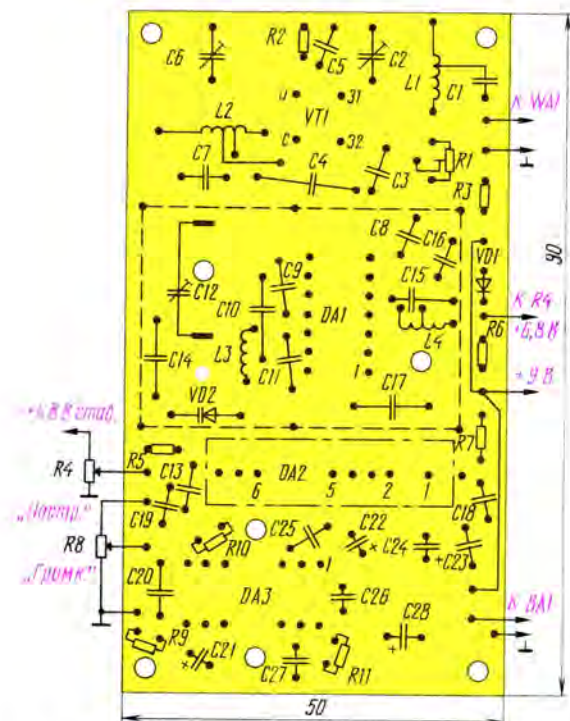 C6
R2
C5
C2
L1
C1
И
31
VT1
К WA1
C
32
L2
C7
C4
C3
R1
⊥
R3
C8
C16
VD1
C9
C12
C10
DA1
C15
К R4
+6,8 В
L4
R6
C14
L3
C11
1
+9 В
VD2
C17
+6,8 В стаб.
R4
R5
C13
R7
DA2
6
5
2
1
„Настр."
C19
C18
R8
R10
C25
C22
C24
+
C23
„Громк"
1
C20
DA3
C26
К ВА1
R9
+
C21
C27
R11
+
C28
⊥
50
90